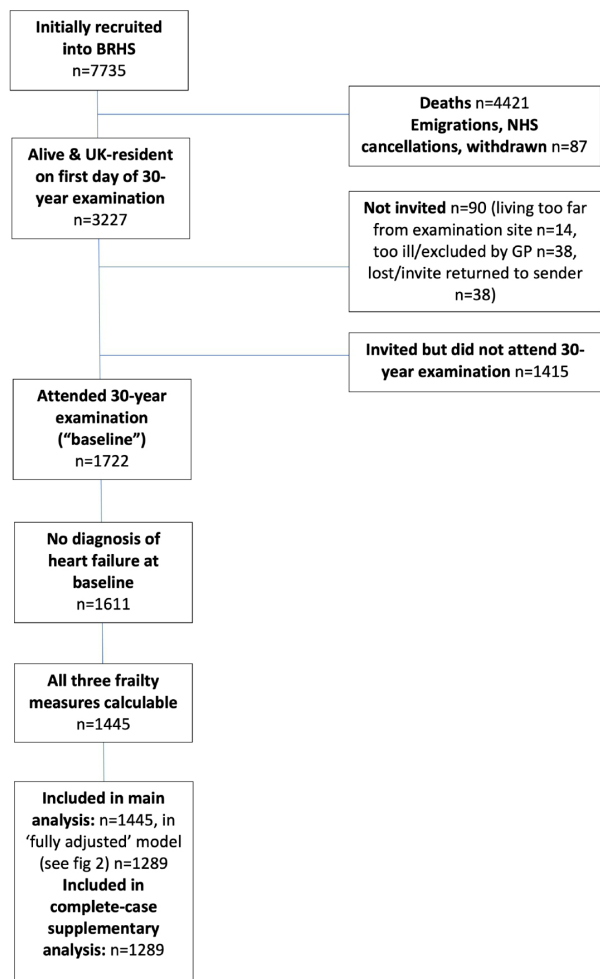 Initially recruited
into BRHS
n=7735
Deaths n=4421
Emigrations, NHS
cancellations, withdrawn n=87
Alive & UK-resident
on first day of 30-
year examination
n=3227
Not invited n=90 (living too far
from examination site n=14,
too ill/excluded by GP n=38,
lost/invite returned to sender
n=38)
Invited but did not attend 30-
year examination n=1415
Attended 30-year
examination
(“baseline”)
n=1722
No diagnosis of
heart failure at
baseline
n=1611
All three frailty
measures calculable
n=1445
Included in main
analysis: n=1445, in
‘fully adjusted’ model
(see fig 2) n=1289
Included in
complete-case
supplementary
analysis: n=1289